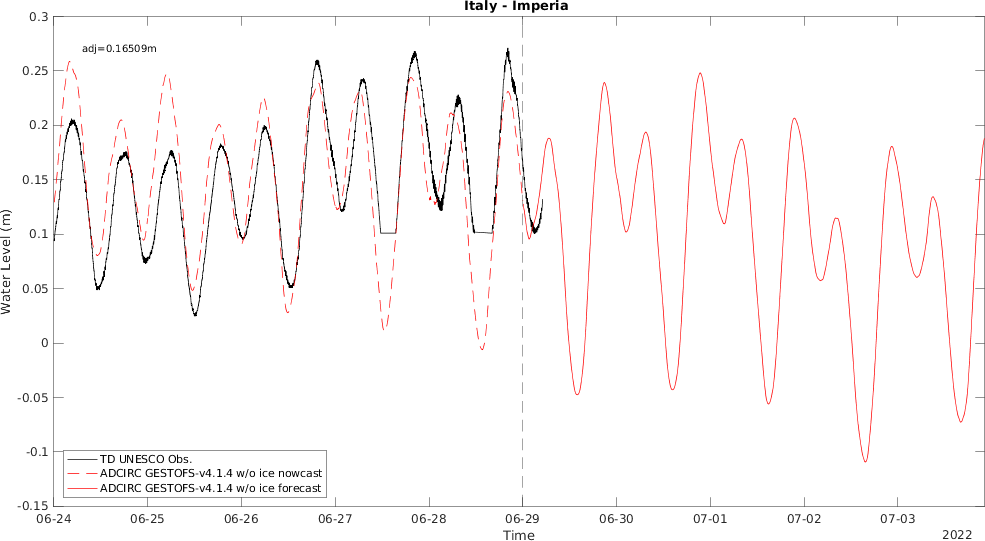 Italy - Imperia
adj=0.16509m
0.3
0.25
0.2
0.15
0.1
0.05
0
-0.05
-0.1
-0.15
Water Level (m)
TD UNESCO Obs.
ADCIRC GESTOFS-v4.1.4 w/o ice nowcast
ADCIRC GESTOFS-v4.1.4 w/o ice forecast
06-24 06-25 06-26 06-27 06-28 06-29 06-30 07-01 07-02 07-03
Time
2022